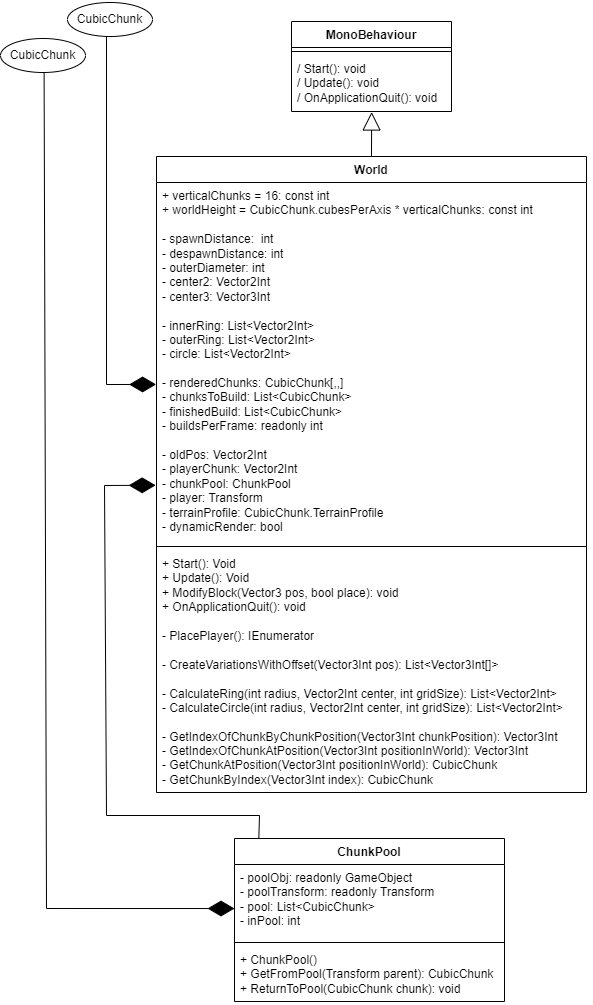 CubicChunk
CubicChunk
MonoBehaviour
/ Start(): void
/ Update(): void
/ OnApplicationQuit(): void
World
+ verticalChunks = 16: const int
+ worldHeight = CubicChunk.cubesPerAxis * verticalChunks: const int
- spawnDistance:  int
- despawnDistance: int
- outerDiameter: int
- center2: Vector2Int
- center3: Vector3Int
- innerRing: List<Vector2Int>
- outerRing: List<Vector2Int>
- circle: List<Vector2Int>
- renderedChunks: CubicChunk[,,]
- chunksToBuild: List<CubicChunk>
- finishedBuild: List<CubicChunk>
- buildsPerFrame: readonly int
- oldPos: Vector2Int
- playerChunk: Vector2Int
- chunkPool: ChunkPool
- player: Transform
- terrainProfile: CubicChunk.TerrainProfile
- dynamicRender: bool
+ Start(): Void
+ Update(): Void
+ ModifyBlock(Vector3 pos, bool place): void
+ OnApplicationQuit(): void
- PlacePlayer(): IEnumerator
- CreateVariationsWithOffset(Vector3Int pos): List<Vector3Int[]>
- CalculateRing(int radius, Vector2Int center, int gridSize): List<Vector2Int>
- CalculateCircle(int radius, Vector2Int center, int gridSize): List<Vector2Int>
- GetIndexOfChunkByChunkPosition(Vector3Int chunkPosition): Vector3Int
- GetIndexOfChunkAtPosition(Vector3Int positionInWorld): Vector3Int
- GetChunkAtPosition(Vector3Int positionInWorld): CubicChunk
- GetChunkByIndex(Vector3Int index): CubicChunk
ChunkPool
- poolObj: readonly GameObject
- poolTransform: readonly Transform
- pool: List<CubicChunk>
- inPool: int
+ ChunkPool()
+ GetFromPool(Transform parent): CubicChunk
+ ReturnToPool(CubicChunk chunk): void